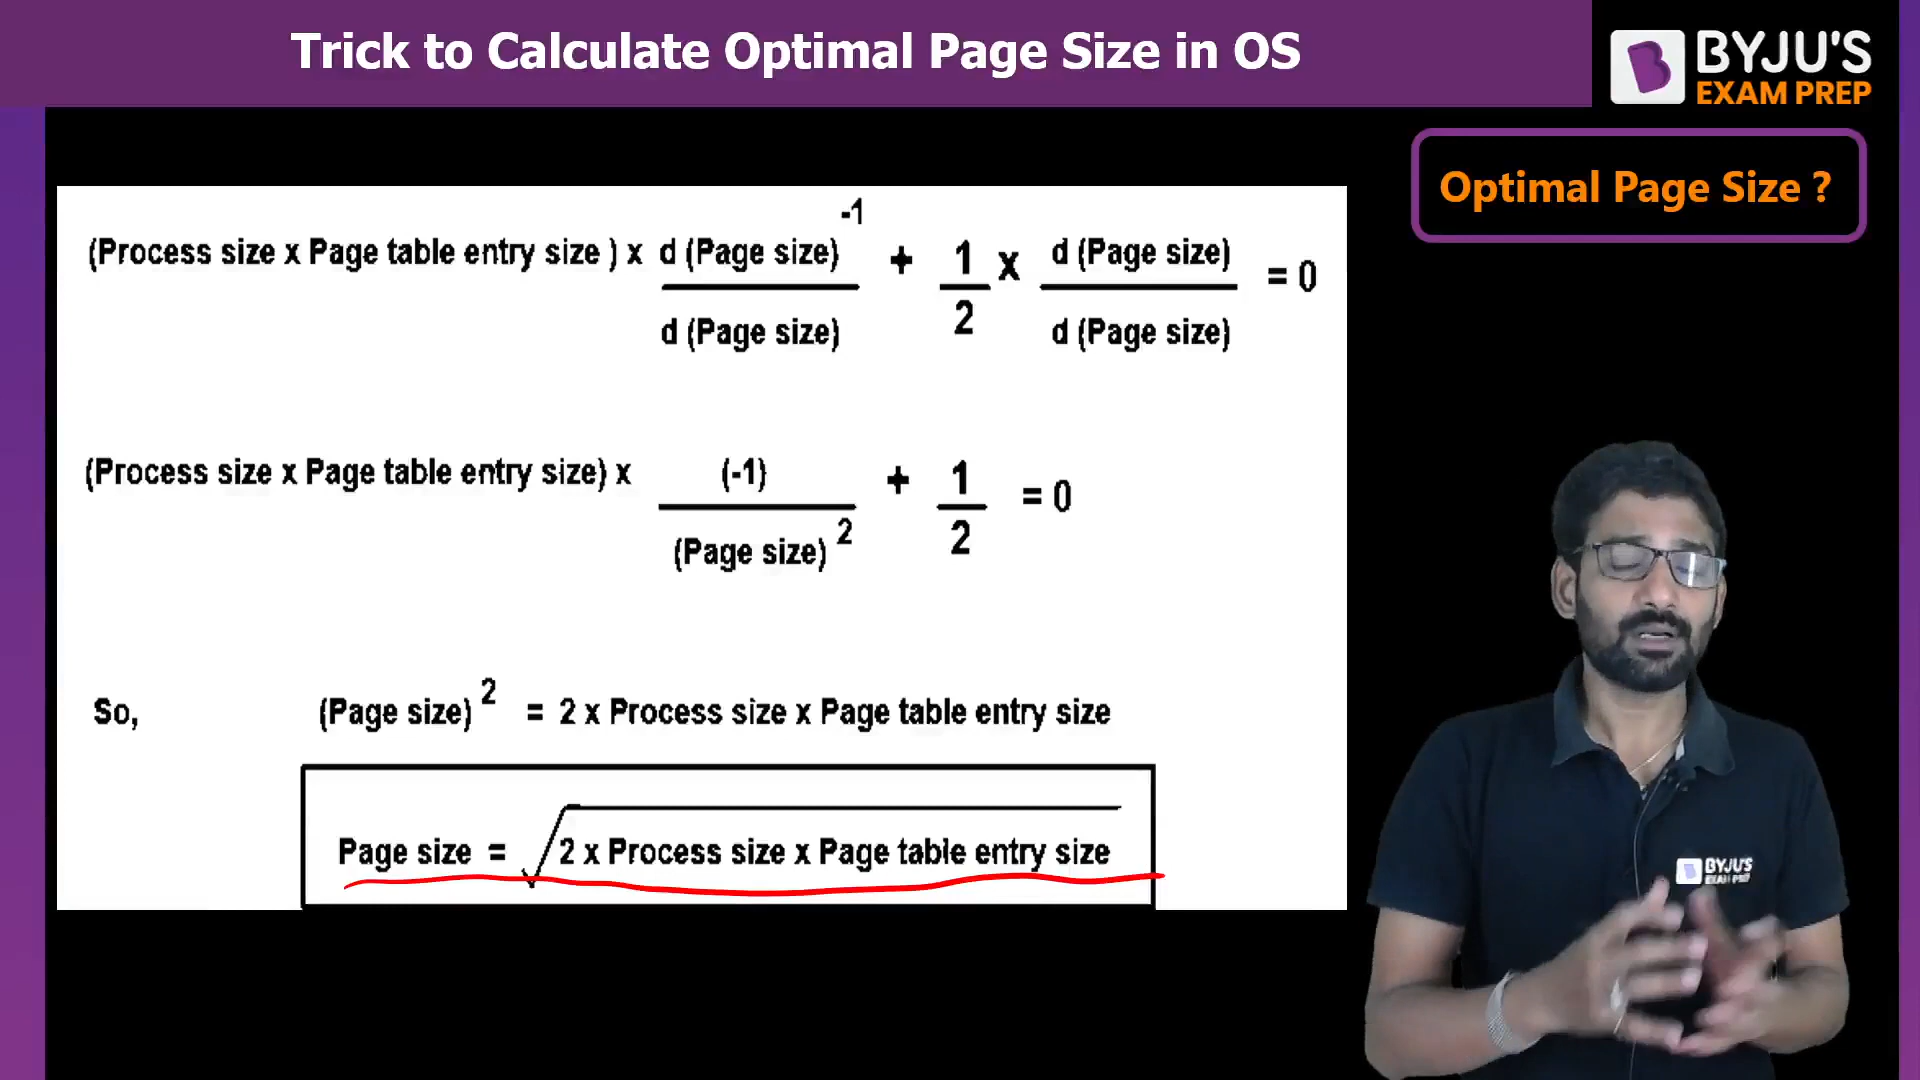 Trick to Calculate Optimal Page Size in OS
BYJU'S
EXAM PREP
Optimal Page Size ?
(Process size x Page table entry size ) x d (Page size)^-1 / d (Page size) + 1/2 x d (Page size) / d (Page size) = 0
(Process size x Page table entry size) x (-1) / (Page size)^2 + 1/2 = 0
So, (Page size)^2 = 2 x Process size x Page table entry size
Page size = √2 x Process size x Page table entry size
BYJU'S
EXAM PREP